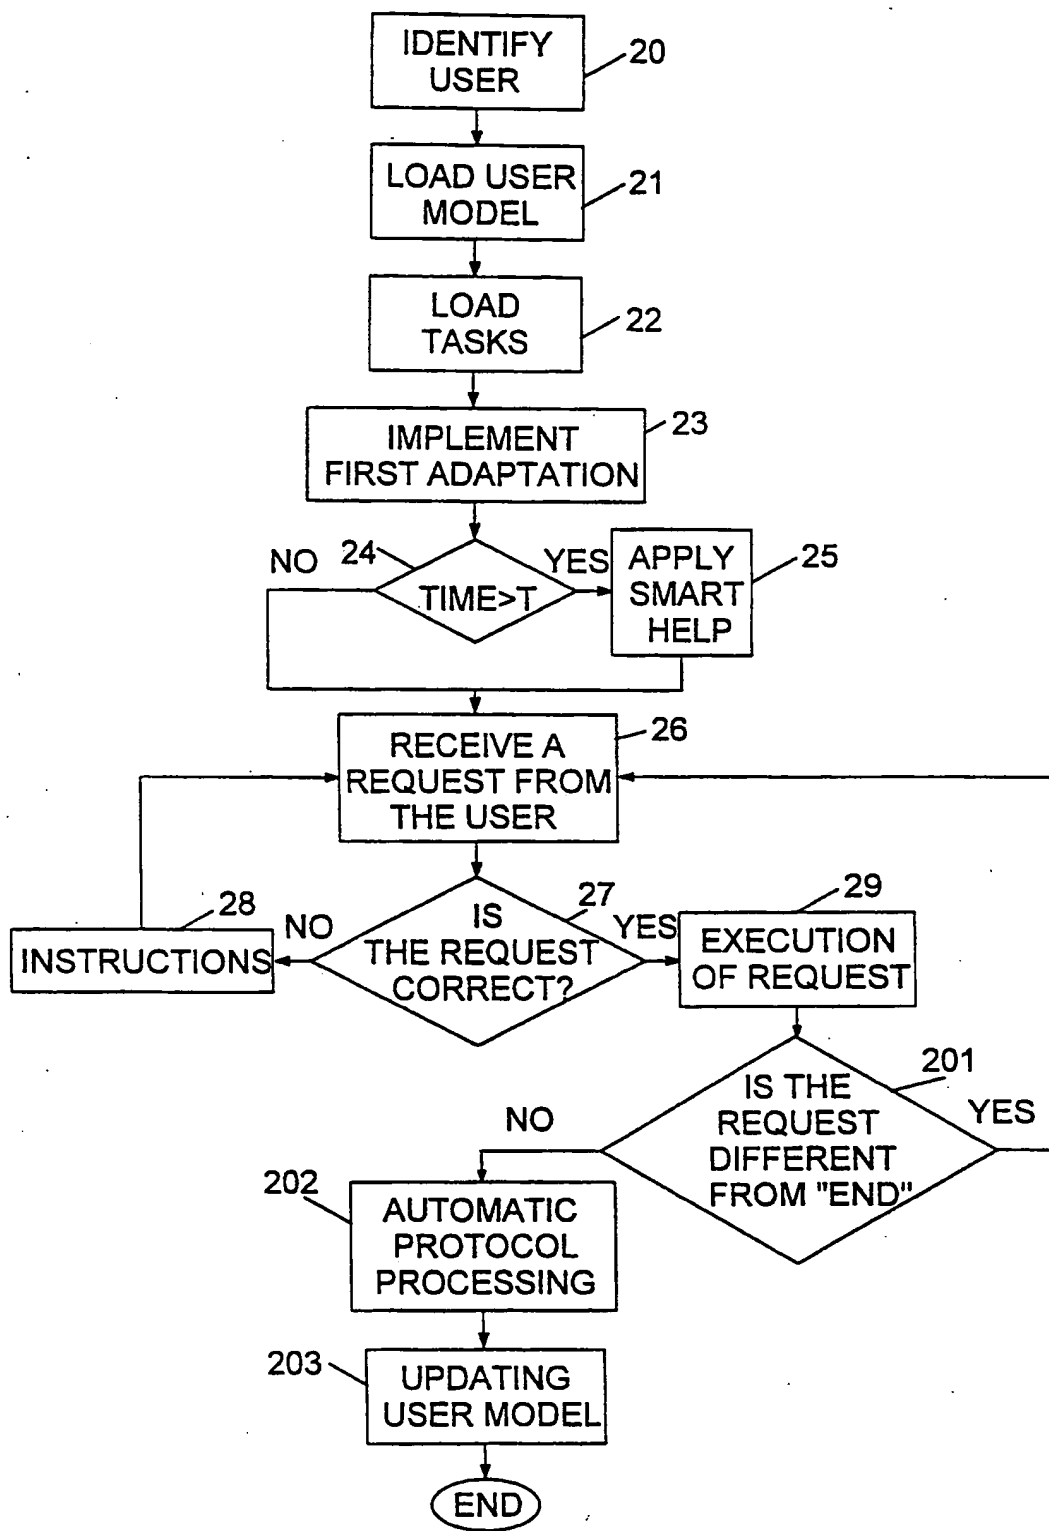 IDENTIFY
USER
20
LOAD USER
MODEL
21
LOAD
TASKS
22
IMPLEMENT
FIRST ADAPTATION
23
NO
24
TIME>T
YES
APPLY
SMART
HELP
25
RECEIVE A
REQUEST FROM
THE USER
26
28
INSTRUCTIONS
NO
IS
THE REQUEST
CORRECT?
27
YES
29
EXECUTION
OF REQUEST
201
IS THE
REQUEST
DIFFERENT
FROM "END"
YES
NO
202
AUTOMATIC
PROTOCOL
PROCESSING
203
UPDATING
USER MODEL
END